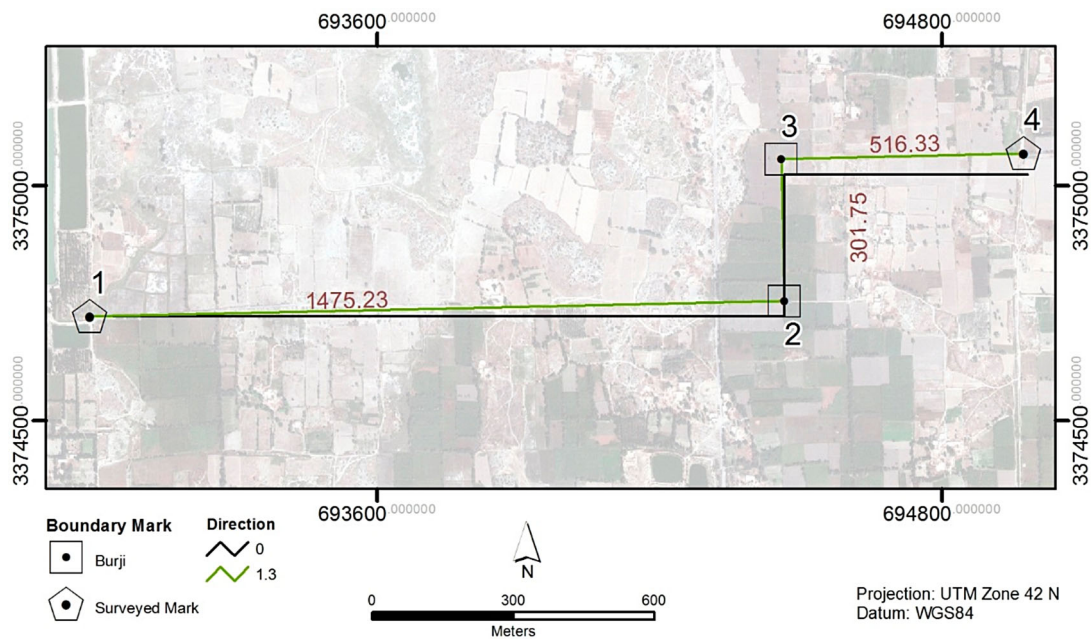 693600.000000
694800.000000
3375000.000000
3374500.000000
1
1475.23
2
3
301.75
516.33
4
3375000.000000
3374500.000000
693600.000000
694800.000000
Boundary Mark
Burji
Surveyed Mark
Direction
0
1.3
N
0 300 600
Meters
Projection: UTM Zone 42 N
Datum: WGS84